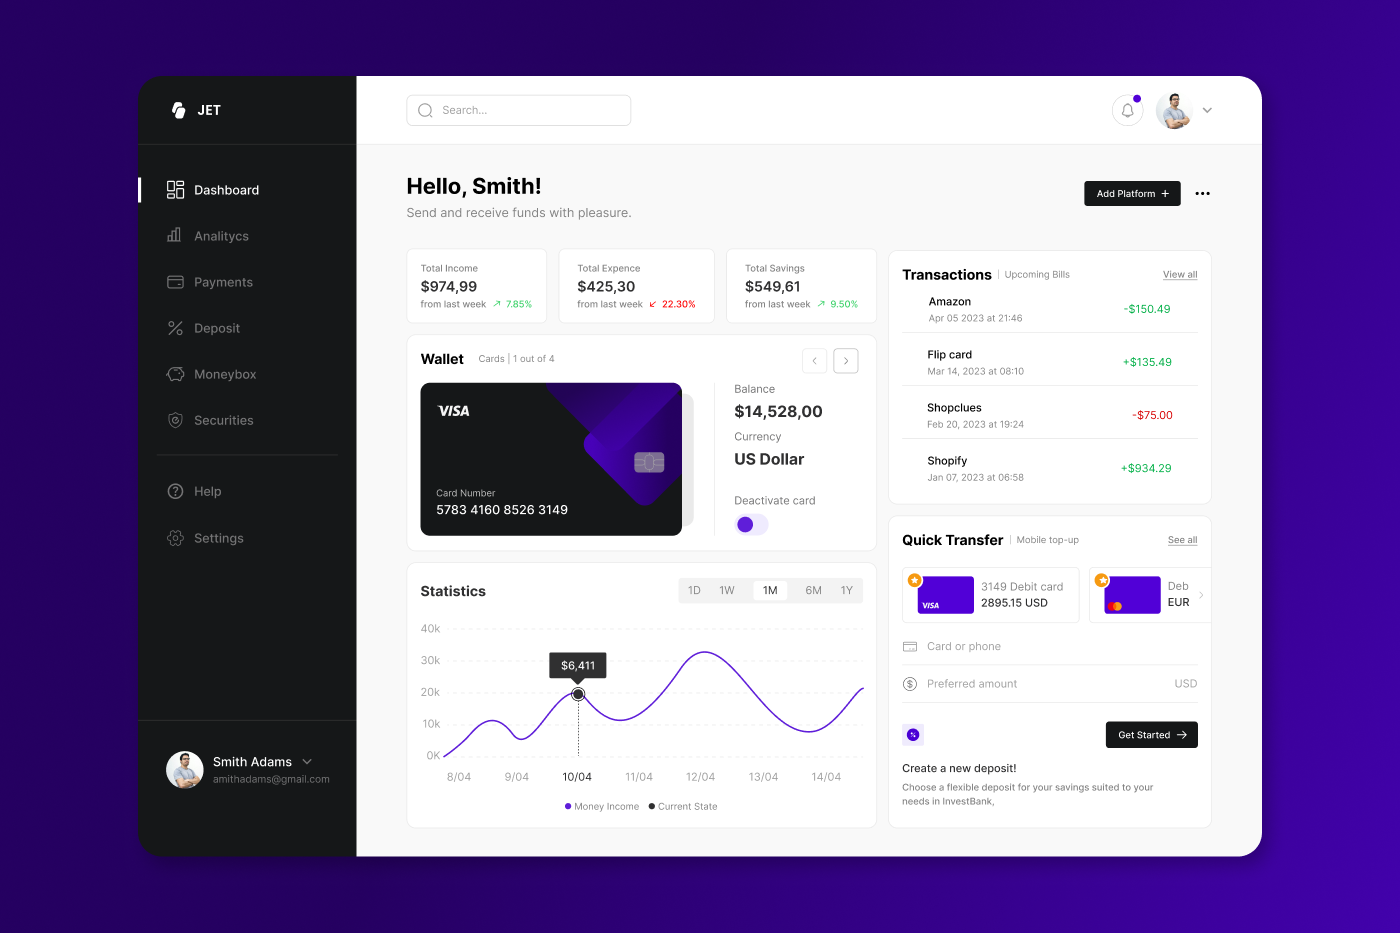 JET
Search...
Dashboard
Analitycs
Payments
Deposit
Moneybox
Securities
Help
Settings
Smith Adams
amithadams@gmail.com
Hello, Smith!
Send and receive funds with pleasure.
Add Platform +
Total Income
$974,99
from last week 7.85%
Total Expence
$425,30
from last week 22.30%
Total Savings
$549,61
from last week 9.50%
Wallet Cards | 1 out of 4
VISA
Card Number
5783 4160 8526 3149
Balance
$14,528,00
Currency
US Dollar
Deactivate card
Statistics
1D 1W 1M 6M 1Y
40k
30k
20k
10k
0K
$6,411
8/04 9/04 10/04 11/04 12/04 13/04 14/04
Money Income Current State
Transactions | Upcoming Bills View all
Amazon
Apr 05 2023 at 21:46
-$150.49
Flip card
Mar 14, 2023 at 08:10
+$135.49
Shopclues
Feb 20, 2023 at 19:24
-$75.00
Shopify
Jan 07, 2023 at 06:58
+$934.29
Quick Transfer | Mobile top-up See all
VISA
3149 Debit card
2895.15 USD
Deb
EUR
Card or phone
$ Preferred amount USD
%
Get Started
Create a new deposit!
Choose a flexible deposit for your savings suited to your
needs in InvestBank,